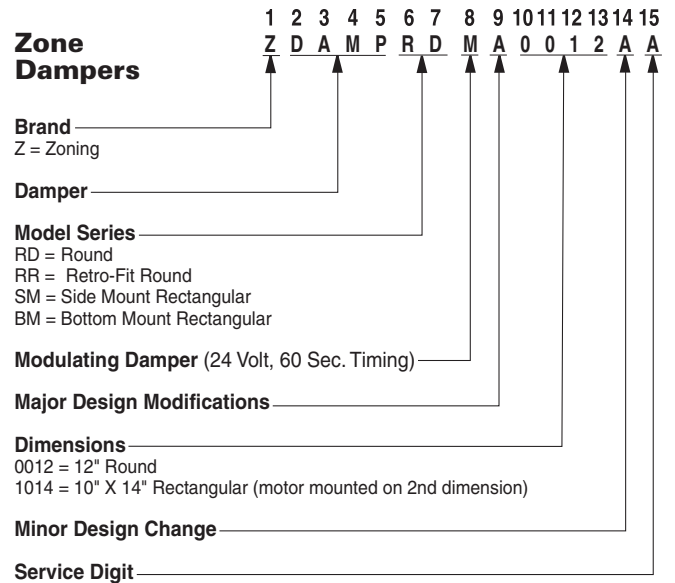 1 2 3 4 5 6 7 8 9 10 11 12 13 14 15
Zone Z D A M P R D M A 0 0 1 2 A A
Dampers
Brand
Z = Zoning
Damper
Model Series
RD = Round
RR = Retro-Fit Round
SM = Side Mount Rectangular
BM = Bottom Mount Rectangular
Modulating Damper (24 Volt, 60 Sec. Timing)
Major Design Modifications
Dimensions
0012 = 12" Round
1014 = 10" X 14" Rectangular (motor mounted on 2nd dimension)
Minor Design Change
Service Digit